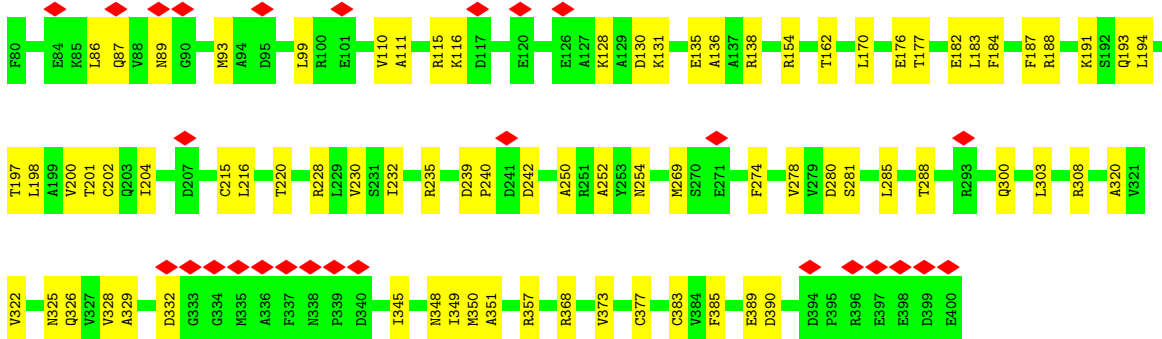 F80 E84 K85 L86 Q87 V88 N89 G90 M93 A94 D95 L99 R100 E101 V110 A111 R115 K116 D117 E120 E126 A127 K128 A129 D130 K131 E135 A136 A137 R138 R154 T162 L170 E176 T177 E182 L183 F184 F187 R188 K191 S192 Q193 L194
T197 L198 A199 V200 T201 C202 Q203 I204 D207 C215 L216 T220 R228 L229 V230 S231 I232 R235 D239 P240 D241 D242 A250 R251 A252 Y253 N254 M269 S270 E271 F274 V278 V279 D280 S281 L285 T288 R293 Q300 L303 R308 A320 V321
V322 N325 Q326 V327 V328 A329 D332 G333 G334 M335 A336 F337 N338 P339 D340 I345 N348 I349 M350 A351 R357 R368 V373 C377 C383 V384 F385 E389 D390 D394 P395 R396 E397 E398 D399 E400